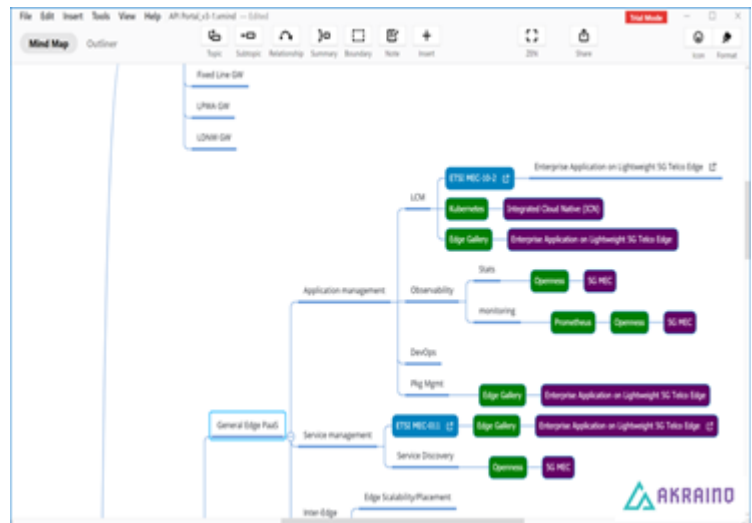 File Edit Insert Tools View Help API Portal_v3-1.xmind — Edited
Trial Mode
Mind Map Outliner
Topic Subtopic Relationship Summary Boundary Note Insert ZEN Share Icon Format
Fixed Line GW
LPWA GW
Enterprise Application on Lightweight 5G Telco Edge
ETSI MEC-10-2
LCM
Kubernetes Integrated Cloud Native (ICN)
Edge Gallery Enterprise Application on Lightweight 5G Telco Edge
Stats
Openness 5G MEC
Application management Observability
monitoring
Prometheus Openness 5G MEC
DevOps
Pkg Mgmt
Edge Gallery Enterprise Application on Lightweight 5G Telco Edge
General Edge PaaS
ETSI MEC-011 Edge Gallery Enterprise Application on Lightweight 5G Telco Edge
Service management
Service Discovery
Openness 5G MEC
Edge Scalability/Placement
Inter-Edge
AKRAINO